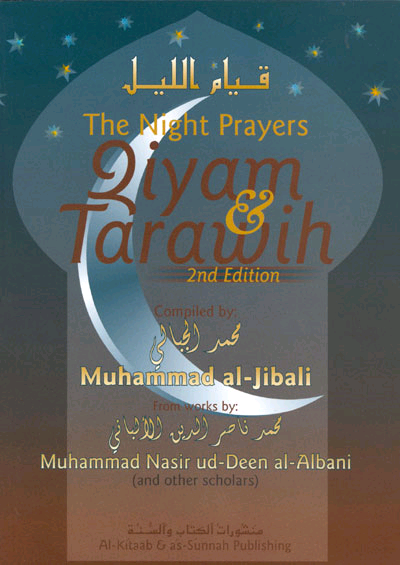 قيام الليل
The Night Prayers
Qiyam
&
Tarawih
2nd Edition
Compiled by:
محمد الجبالي
Muhammad al-Jibali
From works by:
محمد ناصر الدين الألباني
Muhammad Nasir ud-Deen al-Albani
(and other scholars)
منشورات الكتاب والسنة
Al-Kitaab & as-Sunnah Publishing